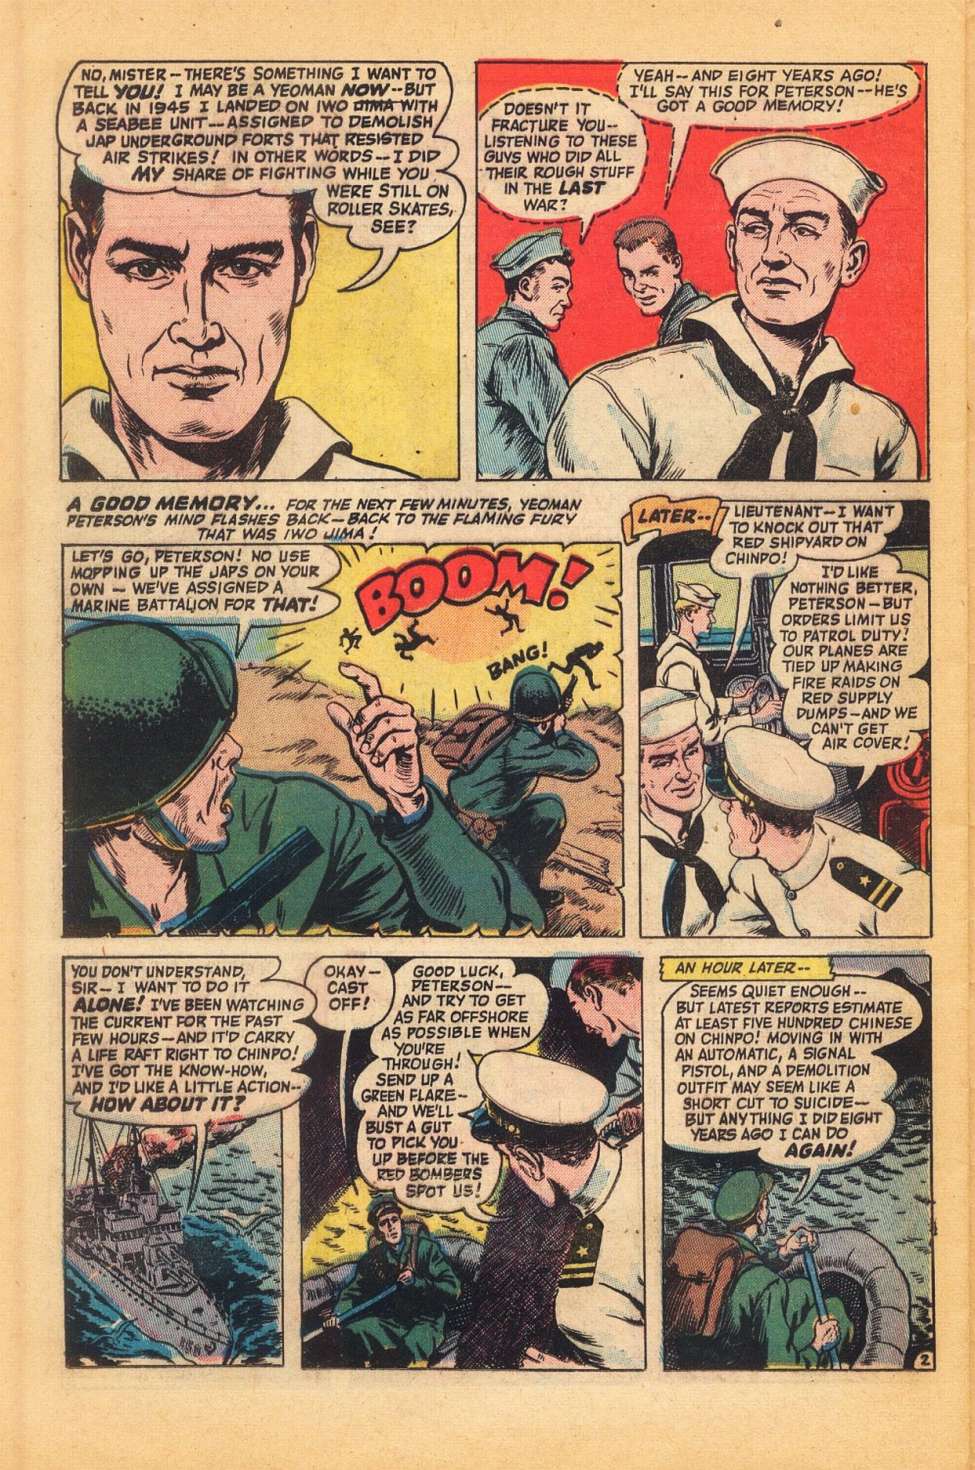 NO, MISTER—THERE'S SOMETHING I WANT TO
TELL YOU! I MAY BE A YEOMAN NOW--BUT
BACK IN 1945 I LANDED ON IWO JIMA WITH
A SEABEE UNIT--ASSIGNED TO DEMOLISH
JAP UNDERGROUND FORTS THAT RESISTED
AIR STRIKES! IN OTHER WORDS--I DID
MY SHARE OF FIGHTING WHILE YOU
WERE STILL ON
ROLLER SKATES,
SEE?
DOESN'T IT
FRACTURE YOU--
LISTENING TO THESE
GUYS WHO DID ALL
THEIR ROUGH STUFF
IN THE LAST
WAR?
YEAH--AND EIGHT YEARS AGO!
I'LL SAY THIS FOR PETERSON--HE'S
GOT A GOOD MEMORY!
A GOOD MEMORY... FOR THE NEXT FEW MINUTES, YEOMAN
PETERSON'S MIND FLASHES BACK—BACK TO THE FLAMING FURY
THAT WAS IWO JIMA!
LET'S GO, PETERSON! NO USE
MOPPING UP THE JAPS ON YOUR
OWN — WE'VE ASSIGNED A
MARINE BATTALION FOR THAT!
BOOM!
BANG!
LATER--
LIEUTENANT—I WANT
TO KNOCK OUT THAT
RED SHIPYARD ON
CHINPO!
I'D LIKE
NOTHING BETTER,
PETERSON—BUT
ORDERS LIMIT US
TO PATROL DUTY!
OUR PLANES ARE
TIED UP MAKING
FIRE RAIDS ON
RED SUPPLY
DUMPS—AND WE
CAN'T GET
AIR COVER!
YOU DON'T UNDERSTAND,
SIR—I WANT TO DO IT
ALONE! I'VE BEEN WATCHING
THE CURRENT FOR THE PAST
FEW HOURS—AND IT'D CARRY
A LIFE RAFT RIGHT TO CHINPO!
I'VE GOT THE KNOW-HOW,
AND I'D LIKE A LITTLE ACTION--
HOW ABOUT IT?
OKAY—
CAST
OFF!
GOOD LUCK,
PETERSON—
AND TRY TO GET
AS FAR OFFSHORE
AS POSSIBLE WHEN
YOU'RE
THROUGH!
SEND UP A
GREEN FLARE—
AND WE'LL
BUST A GUT
TO PICK YOU
UP BEFORE THE
RED BOMBERS
SPOT US!
AN HOUR LATER--
SEEMS QUIET ENOUGH--
BUT LATEST REPORTS ESTIMATE
AT LEAST FIVE HUNDRED CHINESE
ON CHINPO! MOVING IN WITH
AN AUTOMATIC, A SIGNAL
PISTOL, AND A DEMOLITION
OUTFIT MAY SEEM LIKE A
SHORT CUT TO SUICIDE—
BUT ANYTHING I DID EIGHT
YEARS AGO I CAN DO
AGAIN!
2